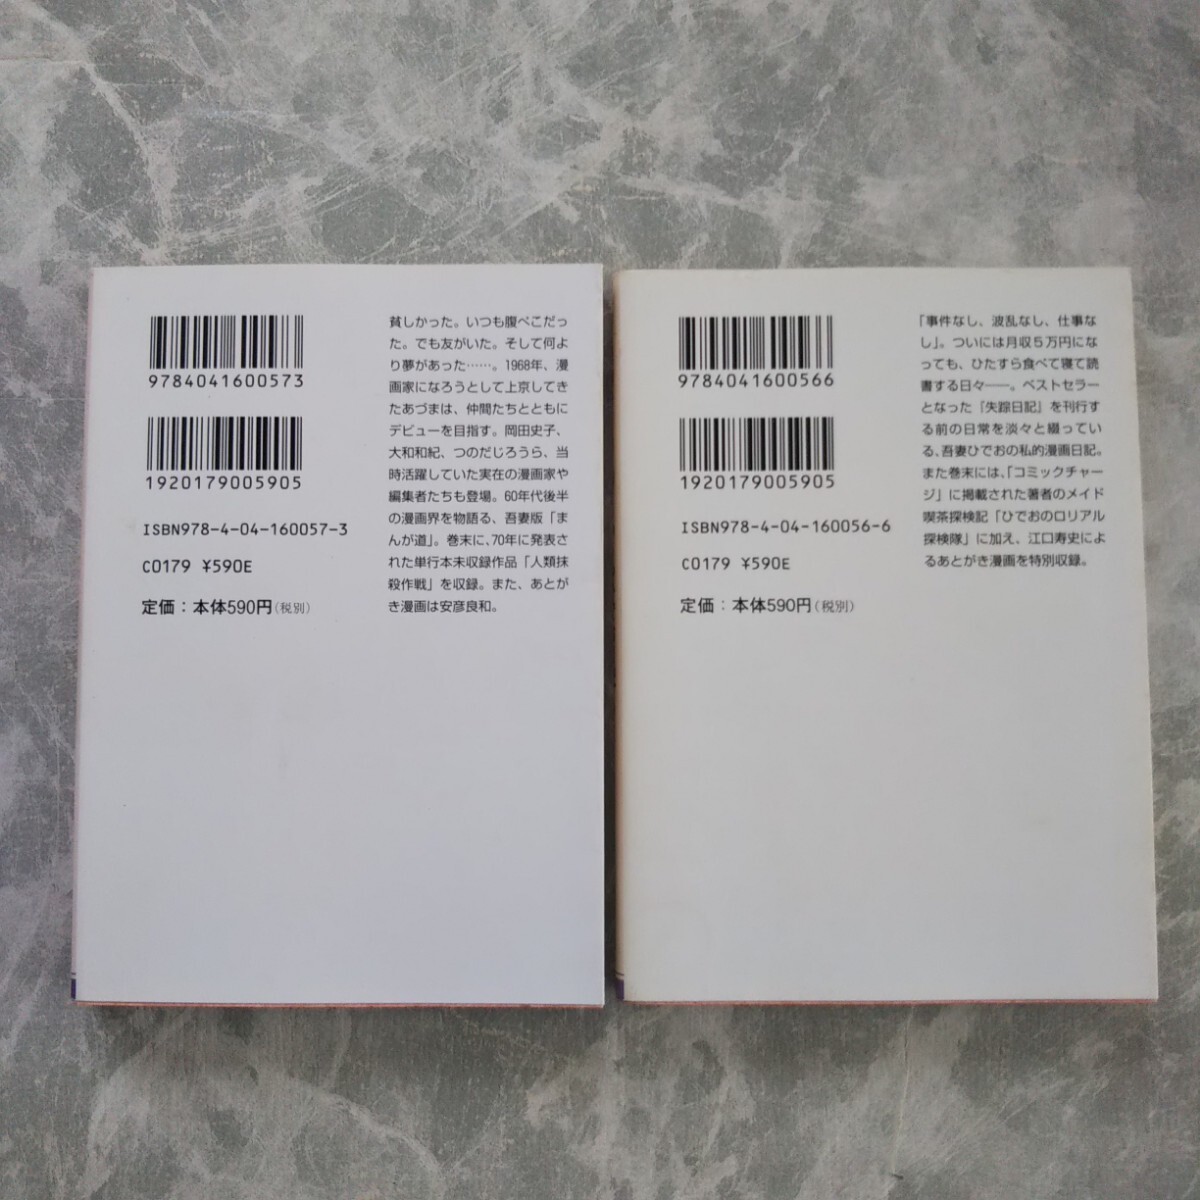 9784041600573
1920179005905
ISBN978-4-04-160057-3
C0179 ¥590E
定価：本体590円（税別）
貧しかった。いつも腹ぺこだっ
た。でも友がいた。そして何よ
り夢があった……。1968年、漫
画家になろうとして上京してき
たあづまは、仲間たちとともに
デビューを目指す。岡田史子、
大和和紀、つのだじろうら、当
時活躍していた実在の漫画家や
編集者たちも登場。60年代後半
の漫画界を物語る、吾妻版「ま
んが道」。巻末に、70年に発表さ
れた単行本未収録作品「人類抹
殺作戦」を収録。また、あとが
き漫画は安彦良和。
9784041600566
1920179005905
ISBN978-4-04-160056-6
C0179 ¥590E
定価：本体590円（税別）
「事件なし、波乱なし、仕事な
し」。ついには月収5万円にな
っても、ひたすら食べて寝て読
書する日々――。ベストセラー
となった『失踪日記』を刊行す
る前の日常を淡々と綴ってい
る、吾妻ひでおの私的漫画日記。
また巻末には、「コミックチャー
ジ」に掲載された著者のメイド
喫茶探検記「ひでおのロリアル
探検隊」に加え、江口寿史によ
るあとがき漫画を特別収録。